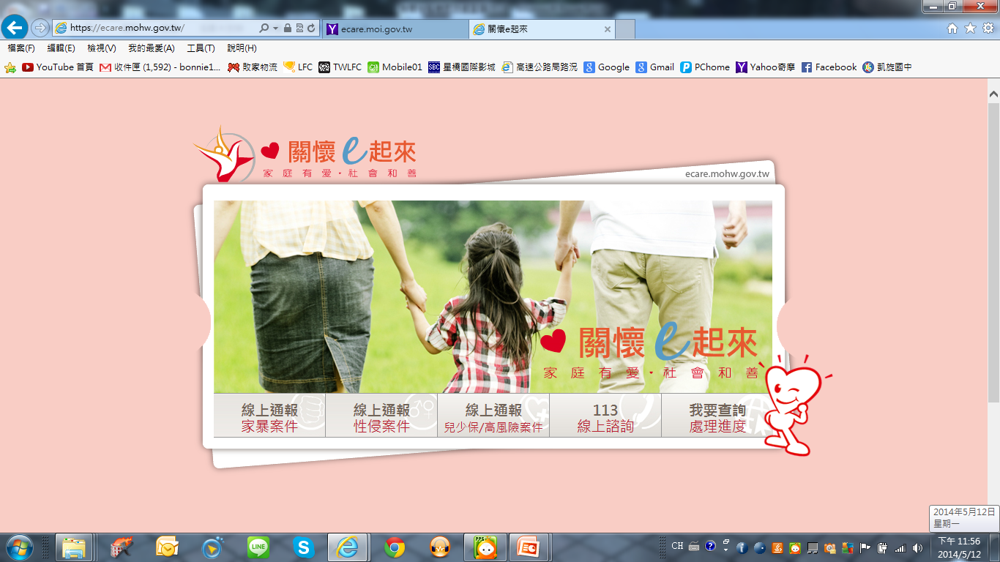 https://ecare.mohw.gov.tw/
ecare.moi.gov.tw
關懷e起來
檔案(F) 編輯(E) 檢視(V) 我的最愛(A) 工具(T) 說明(H)
YouTube 首頁 收件匣 (1,592) - bonnie1... 敗家物流 LFC TWLFC Mobile01 SBC 星橋國際影城 高速公路局路況 Google Gmail PChome Yahoo奇摩 Facebook 凱旋國中
關懷e起來
家庭有愛・社會和善
ecare.mohw.gov.tw
關懷e起來
家庭有愛・社會和善
線上通報
家暴案件
線上通報
性侵案件
線上通報
兒少保/高風險案件
113
線上諮詢
我要查詢
處理進度
2014年5月12日
星期一
LINE
PPS
CH
下午 11:56
2014/5/12